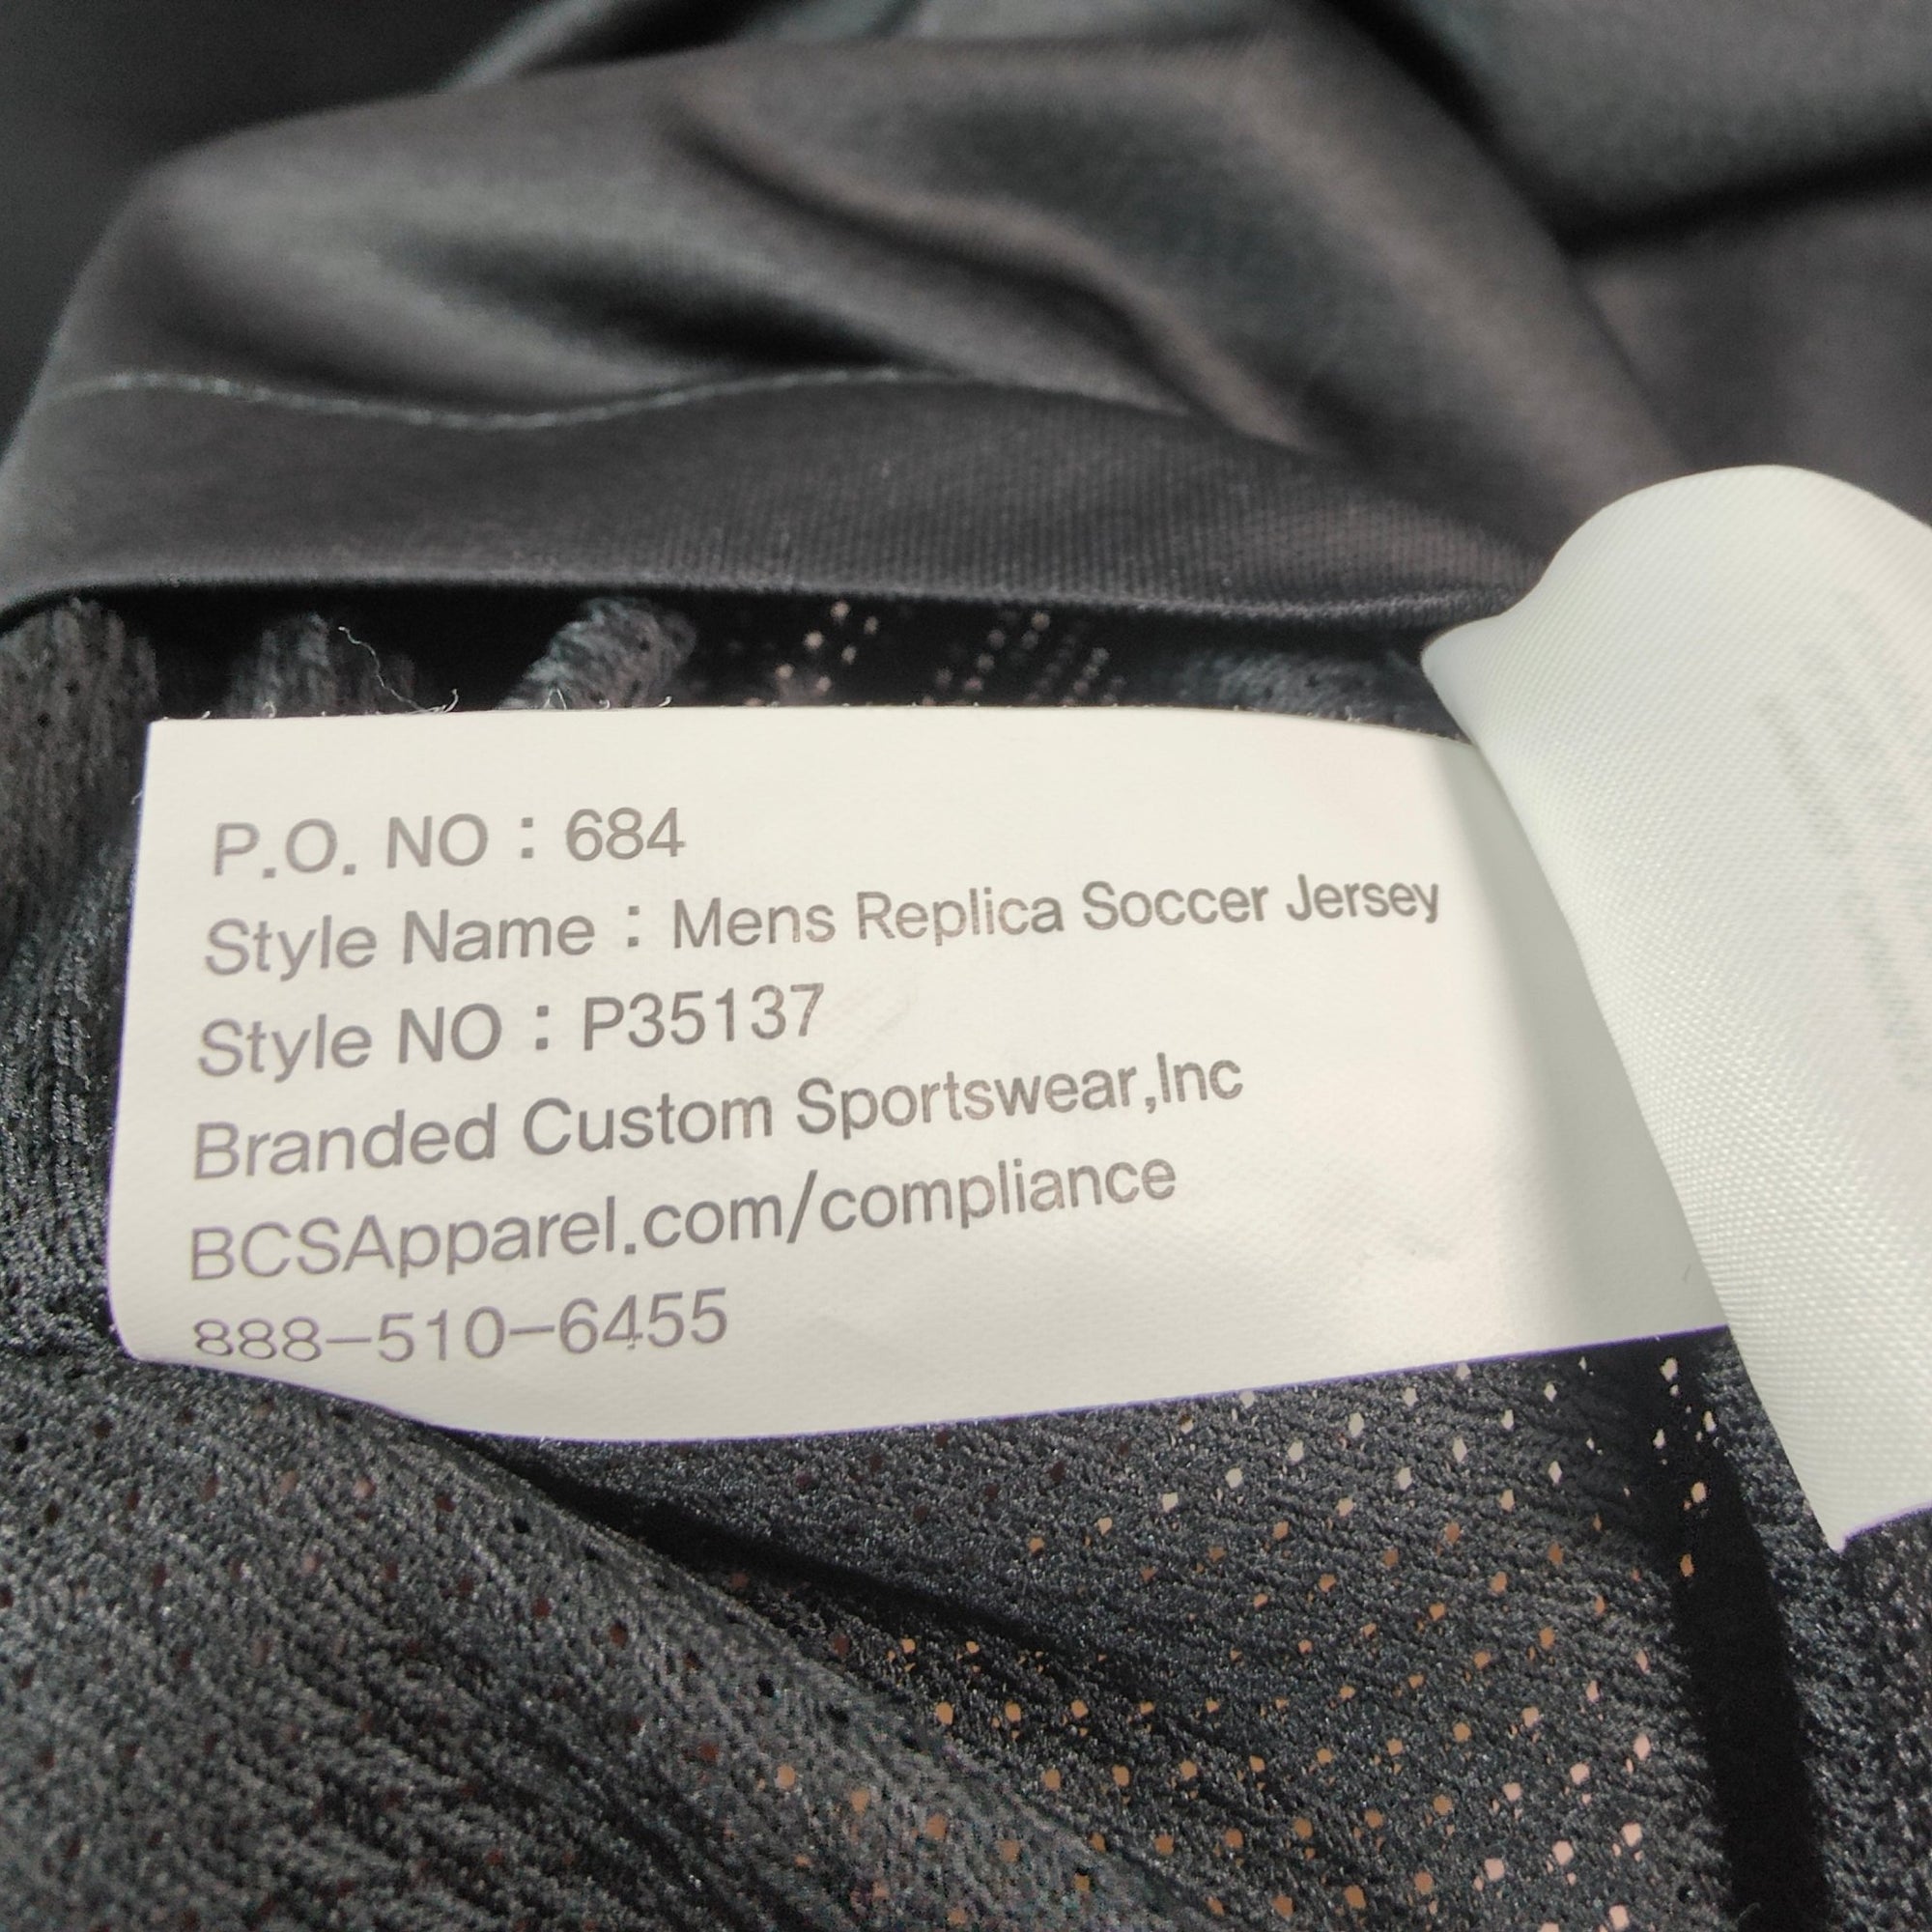 P.O. NO : 684
Style Name : Mens Replica Soccer Jersey
Style NO : P35137
Branded Custom Sportswear,Inc
BCSApparel.com/compliance
888-510-6455